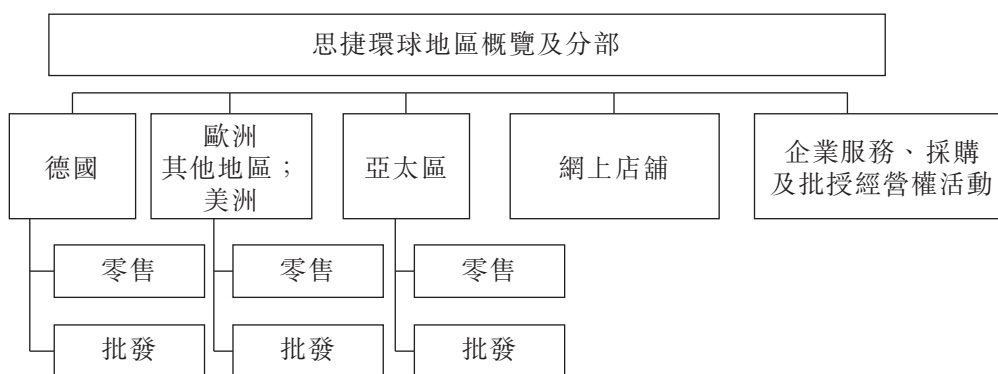 思捷環球地區概覽及分部
德國
歐洲
其他地區；
美洲
亞太區
網上店舖
企業服務、採購
及批授經營權活動
零售
零售
零售
批發
批發
批發